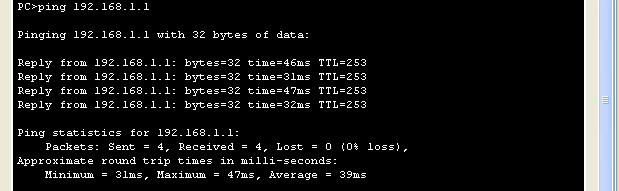 PC>ping 192.168.1.1
Pinging 192.168.1.1 with 32 bytes of data:
Reply from 192.168.1.1: bytes=32 time=46ms TTL=253
Reply from 192.168.1.1: bytes=32 time=31ms TTL=253
Reply from 192.168.1.1: bytes=32 time=47ms TTL=253
Reply from 192.168.1.1: bytes=32 time=32ms TTL=253
Ping statistics for 192.168.1.1:
    Packets: Sent = 4, Received = 4, Lost = 0 (0% loss),
Approximate round trip times in milli-seconds:
    Minimum = 31ms, Maximum = 47ms, Average = 39ms